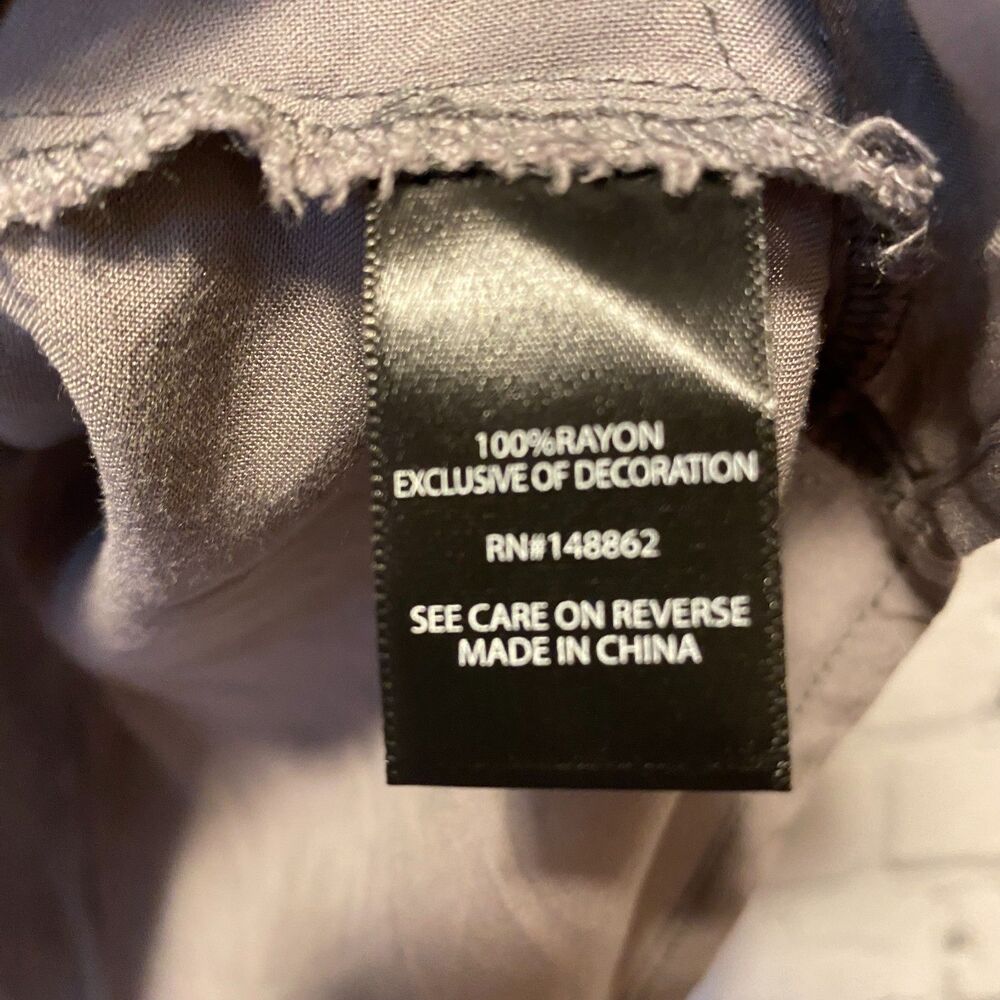 100%RAYON
EXCLUSIVE OF DECORATION
RN#148862
SEE CARE ON REVERSE
MADE IN CHINA